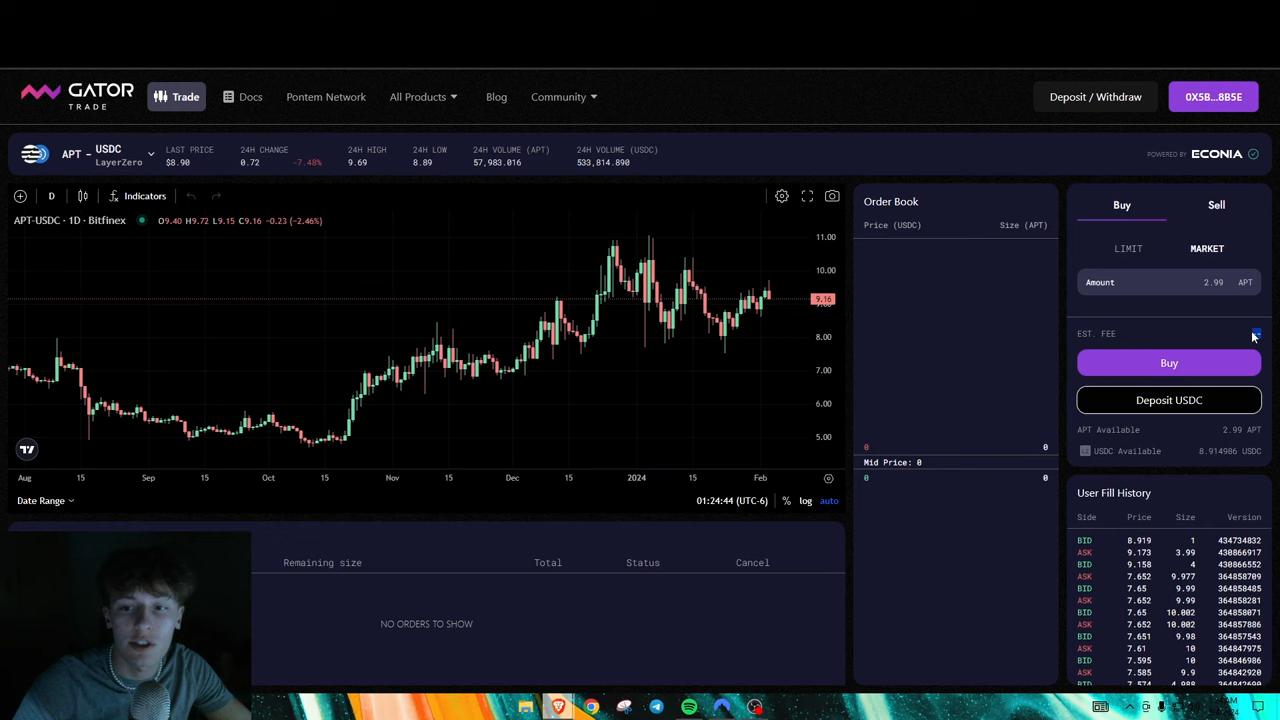 GATOR TRADE Trade Docs Pontem Network All Products Blog Community Deposit / Withdraw 0X5B...8B5E
APT – USDC LayerZero
LAST PRICE 24H CHANGE 24H HIGH 24H LOW 24H VOLUME (APT) 24H VOLUME (USDC)
$8.90 0.72 -7.48% 9.69 8.89 57,983.016 533,814.890
POWERED BY ECONIA
D Indicators
APT-USDC · 1D · Bitfinex O9.40 H9.72 L9.15 C9.16 -0.23 (-2.46%)
11.00
10.00
9.16
8.00
7.00
6.00
5.00
Aug 15 Sep 15 Oct 15 Nov 15 Dec 15 2024 15 Feb
Date Range 01:24:44 (UTC-6) % log auto
Remaining size Total Status Cancel
NO ORDERS TO SHOW
Order Book
Price (USDC) Size (APT)
0 0
Mid Price: 0
0 0
Buy Sell
LIMIT MARKET
Amount 2.99 APT
EST. FEE
Buy
Deposit USDC
APT Available 2.99 APT
USDC Available 8.914986 USDC
User Fill History
Side Price Size Version
BID 8.919 1 434734832
ASK 9.173 3.99 430866917
BID 9.158 4 430866552
ASK 7.652 9.977 364858709
BID 7.65 9.99 364858485
ASK 7.652 9.99 364858281
BID 7.65 10.002 364858071
ASK 7.652 10.002 364857886
BID 7.651 9.98 364857543
ASK 7.61 10 364847975
BID 7.595 10 364846986
ASK 7.585 9.9 364844000